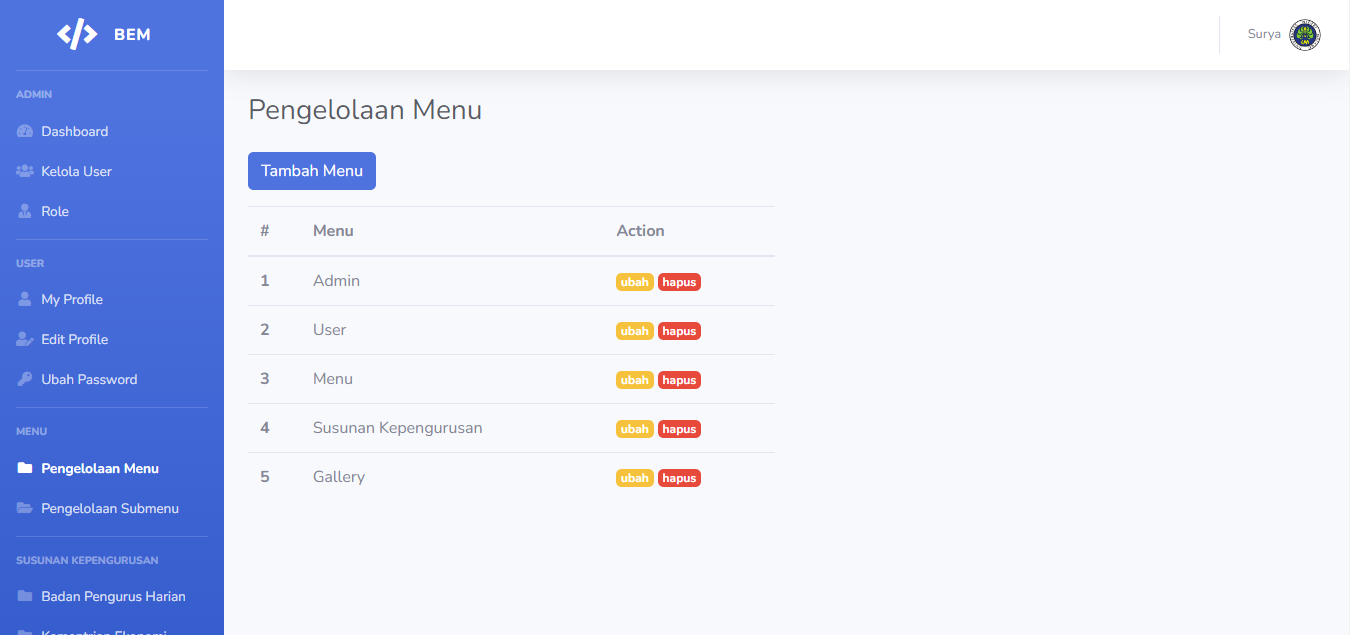 BEM
Surya
ADMIN
Dashboard
Kelola User
Role
USER
My Profile
Edit Profile
Ubah Password
MENU
Pengelolaan Menu
Pengelolaan Submenu
SUSUNAN KEPENGURUSAN
Badan Pengurus Harian
Kementrian Ekonomi
Pengelolaan Menu
Tambah Menu
# Menu Action
1 Admin ubah hapus
2 User ubah hapus
3 Menu ubah hapus
4 Susunan Kepengurusan ubah hapus
5 Gallery ubah hapus